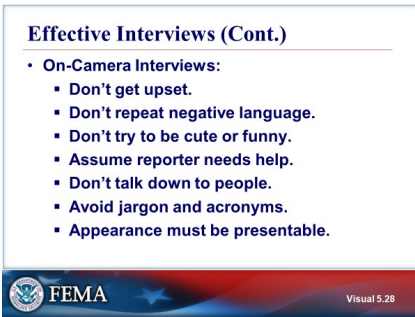 Effective Interviews (Cont.)
• On-Camera Interviews:
▪ Don't get upset.
▪ Don't repeat negative language.
▪ Don't try to be cute or funny.
▪ Assume reporter needs help.
▪ Don't talk down to people.
▪ Avoid jargon and acronyms.
▪ Appearance must be presentable.
FEMA
Visual 5.28